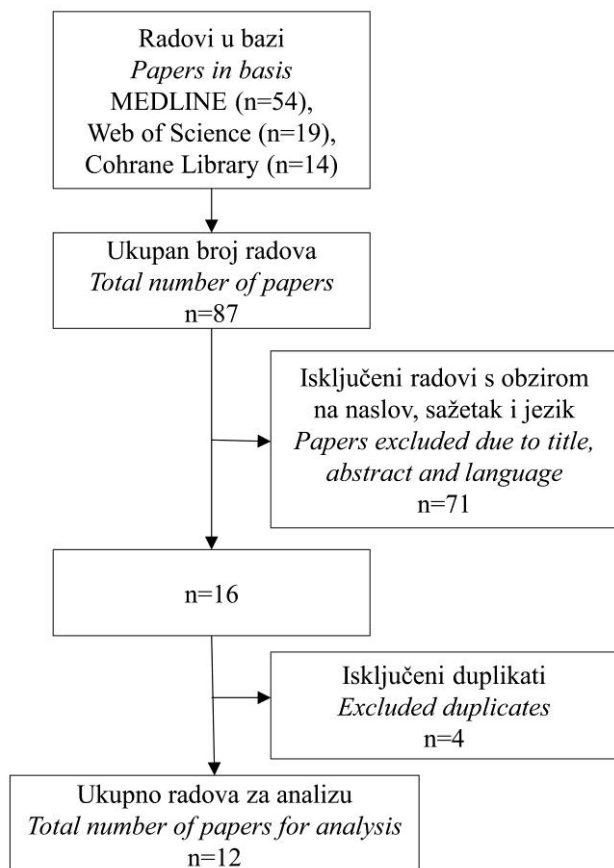 Radovi u bazi
Papers in basis
MEDLINE (n=54),
Web of Science (n=19),
Cohrane Library (n=14)
Ukupan broj radova
Total number of papers
n=87
Isključeni radovi s obzirom
na naslov, sažetak i jezik
Papers excluded due to title,
abstract and language
n=71
n=16
Isključeni duplikati
Excluded duplicates
n=4
Ukupno radova za analizu
Total number of papers for analysis
n=12